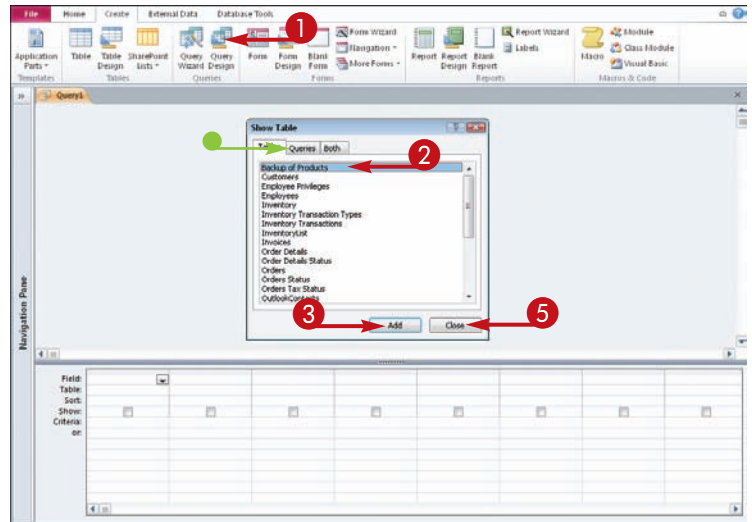 File Home Create External Data Database Tools
1
Application Parts
Table
Table Design
SharePoint Lists
Query Wizard
Query Design
Form
Form Design
Blank Form
Form Wizard
Navigation
More Forms
Report
Report Design
Blank Report
Report Wizard
Labels
Macro
Module
Class Module
Visual Basic
Templates
Tables
Queries
Forms
Reports
Macros & Code
Query1
Show Table
Queries Both
2
Backup of Products
Customers
Employee Privileges
Employees
Inventory
Inventory Transaction Types
Inventory Transactions
InventoryList
Invoices
Order Details
Order Details Status
Orders
Orders Status
Orders Tax Status
OutlookContacts
3
Add
Close
5
Navigation Pane
Field:
Table:
Sort:
Show:
Criteria:
or: